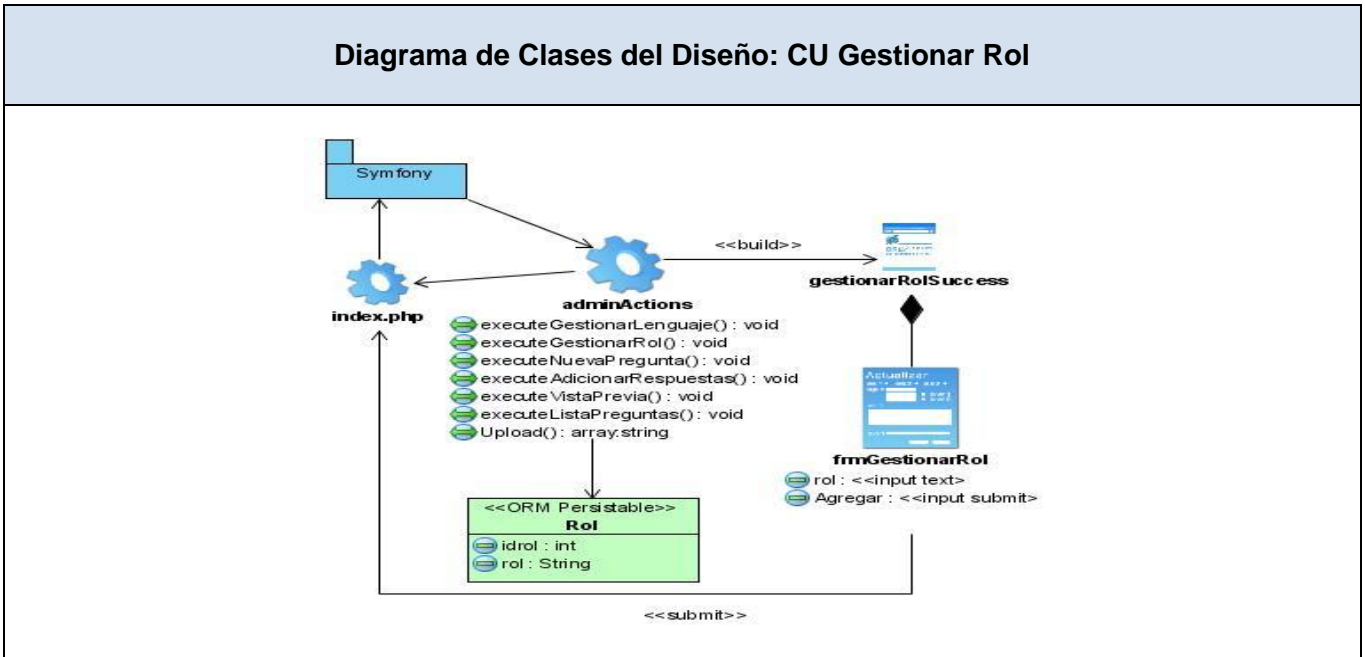 Diagrama de Clases del Diseño: CU Gestionar Rol
Symfony
<<build>>
gestionarRolSuccess
index.php
adminActions
executeGestionarLenguaje() : void
executeGestionarRol() : void
executeNuevaPregunta() : void
executeAdicionarRespuestas() : void
executeVistaPrevia() : void
executeListaPreguntas() : void
Upload() : array:string
Actualizar
frmGestionarRol
rol : <<input text>
Agregar : <<input submit>
<<ORM Persistable>>
Rol
idrol : int
rol : String
<<submit>>